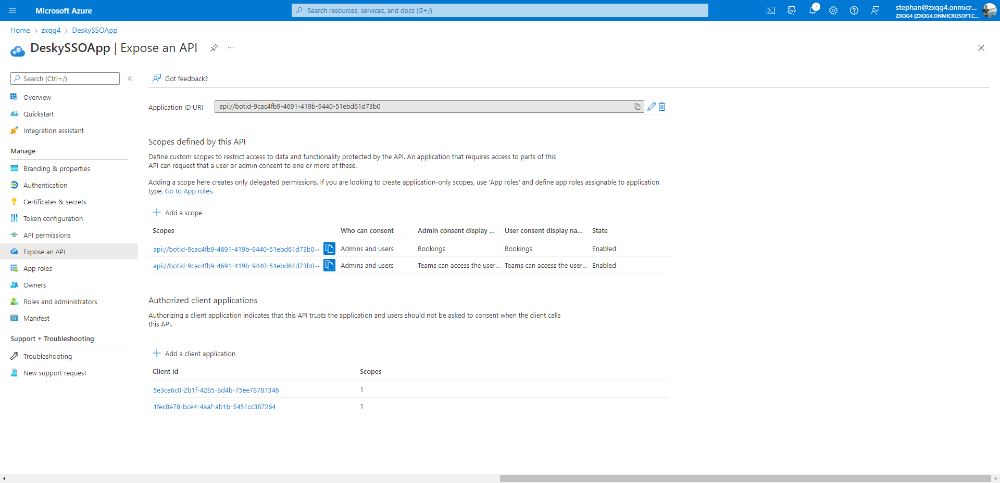 Microsoft Azure
Search resources, services, and docs (G+/)
7
stephan@zxqg4.onmicr...
ZXQG4 (ZXQG4.ONMICROSOFT.C...
Home > zxqg4 > DeskySSOApp
DeskySSOApp | Expose an API
Search (Ctrl+/)
Overview
Quickstart
Integration assistant
Manage
Branding & properties
Authentication
Certificates & secrets
Token configuration
API permissions
Expose an API
App roles
Owners
Roles and administrators
Manifest
Support + Troubleshooting
Troubleshooting
New support request
Got feedback?
Application ID URI
api://botid-9cac4fb9-4691-419b-9440-51ebd61d73b0
Scopes defined by this API
Define custom scopes to restrict access to data and functionality protected by the API. An application that requires access to parts of this
API can request that a user or admin consent to one or more of these.
Adding a scope here creates only delegated permissions. If you are looking to create application-only scopes, use 'App roles' and define app roles assignable to application
type. Go to App roles.
Add a scope
Scopes Who can consent Admin consent display ... User consent display na... State
api://botid-9cac4fb9-4691-419b-9440-51ebd61d73b0... Admins and users Bookings Bookings Enabled
api://botid-9cac4fb9-4691-419b-9440-51ebd61d73b0... Admins and users Teams can access the user... Teams can access the user... Enabled
Authorized client applications
Authorizing a client application indicates that this API trusts the application and users should not be asked to consent when the client calls
this API.
Add a client application
Client Id Scopes
5e3ce6c0-2b1f-4285-8d4b-75ee78787346 1
1fec8e78-bce4-4aaf-ab1b-5451cc387264 1